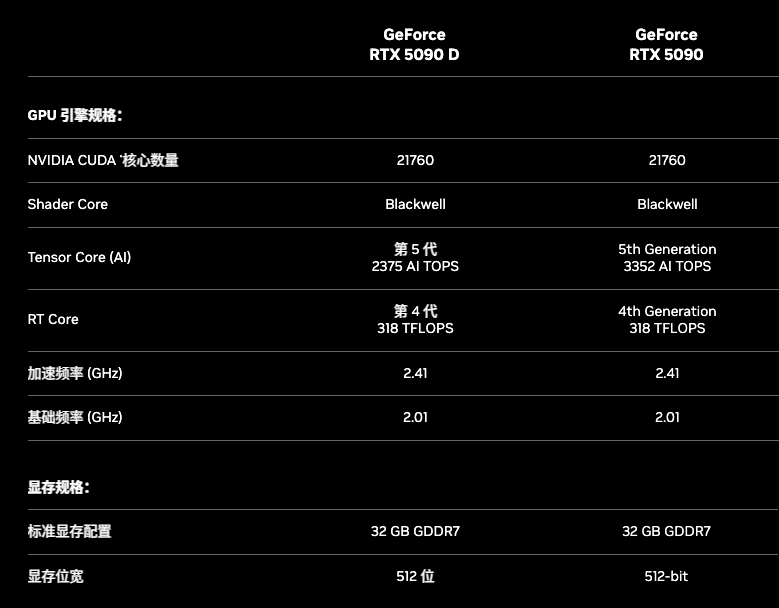 GeForce RTX 5090 D
GeForce RTX 5090
GPU 引擎规格：
NVIDIA CUDA®核心数量 21760 21760
Shader Core Blackwell Blackwell
Tensor Core (AI) 第 5 代 2375 AI TOPS 5th Generation 3352 AI TOPS
RT Core 第 4 代 318 TFLOPS 4th Generation 318 TFLOPS
加速频率 (GHz) 2.41 2.41
基础频率 (GHz) 2.01 2.01
显存规格：
标准显存配置 32 GB GDDR7 32 GB GDDR7
显存位宽 512 位 512-bit